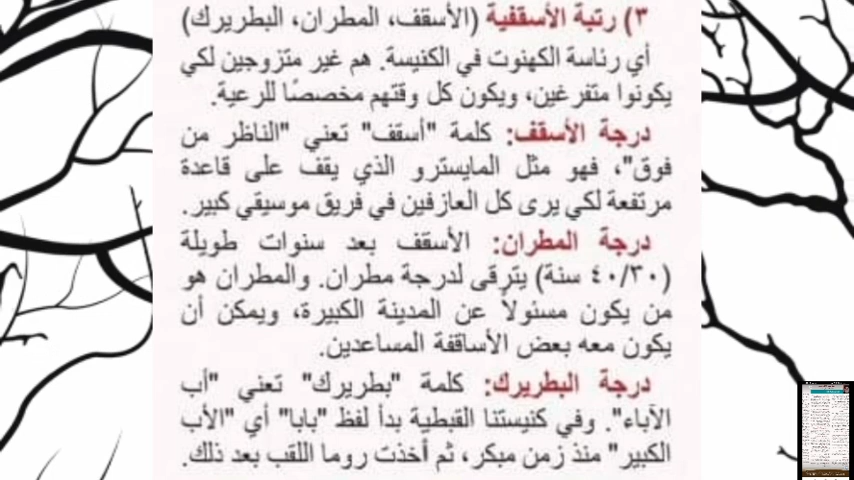 ٣) رتبة الأسقفية (الأسقف، المطران، البطريرك)
أي رئاسة الكهنوت في الكنيسة. هم غير متزوجين لكي
يكونوا متفرغين، ويكون كل وقتهم مخصصًا للرعية.
درجة الأسقف: كلمة "أسقف" تعني "الناظر من
فوق"، فهو مثل المايسترو الذي يقف على قاعدة
مرتفعة لكي يرى كل العازفين في فريق موسيقي كبير.
درجة المطران: الأسقف بعد سنوات طويلة
(٤٠/٣٠ سنة) يترقى لدرجة مطران. والمطران هو
من يكون مسئولاً عن المدينة الكبيرة، ويمكن أن
يكون معه بعض الأساقفة المساعدين.
درجة البطريرك: كلمة "بطريرك" تعني "أب
الآباء". وفي كنيستنا القبطية بدأ لفظ "بابا" أي "الأب
الكبير" منذ زمن مبكر، ثم أخذت روما اللقب بعد ذلك.